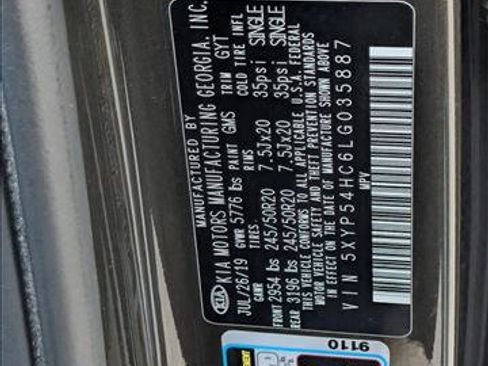 MANUFACTURED BY
KIA KIA MOTORS MANUFACTURING GEORGIA. INC.
JUL/26/19 GVWR 5776 lbs PAINT GMS TRIM GYT
GAWR TIRES RIMS COLD TIRE INFL
FRONT 2954 lbs 245/50R20 7.5Jx20 35psi SINGLE
REAR 3196 lbs 245/50R20 7.5Jx20 35psi SINGLE
THIS VEHICLE CONFORMS TO ALL APPLICABLE U.S.A. FEDERAL
MOTOR VEHICLE SAFETY AND THEFT PREVENTION STANDARDS
IN EFFECT ON THE DATE OF MANUFACTURE SHOWN ABOVE
VIN 5XYP54HC6LG035887
MPV
9110